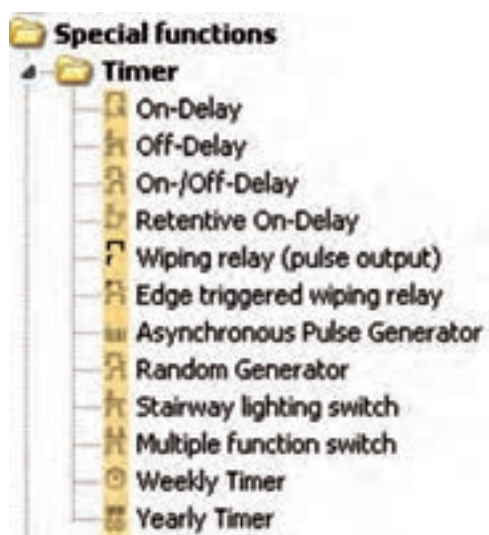 Special functions
Timer
On-Delay
Off-Delay
On-/Off-Delay
Retentive On-Delay
Wiping relay (pulse output)
Edge triggered wiping relay
Asynchronous Pulse Generator
Random Generator
Stairway lighting switch
Multiple function switch
Weekly Timer
Yearly Timer